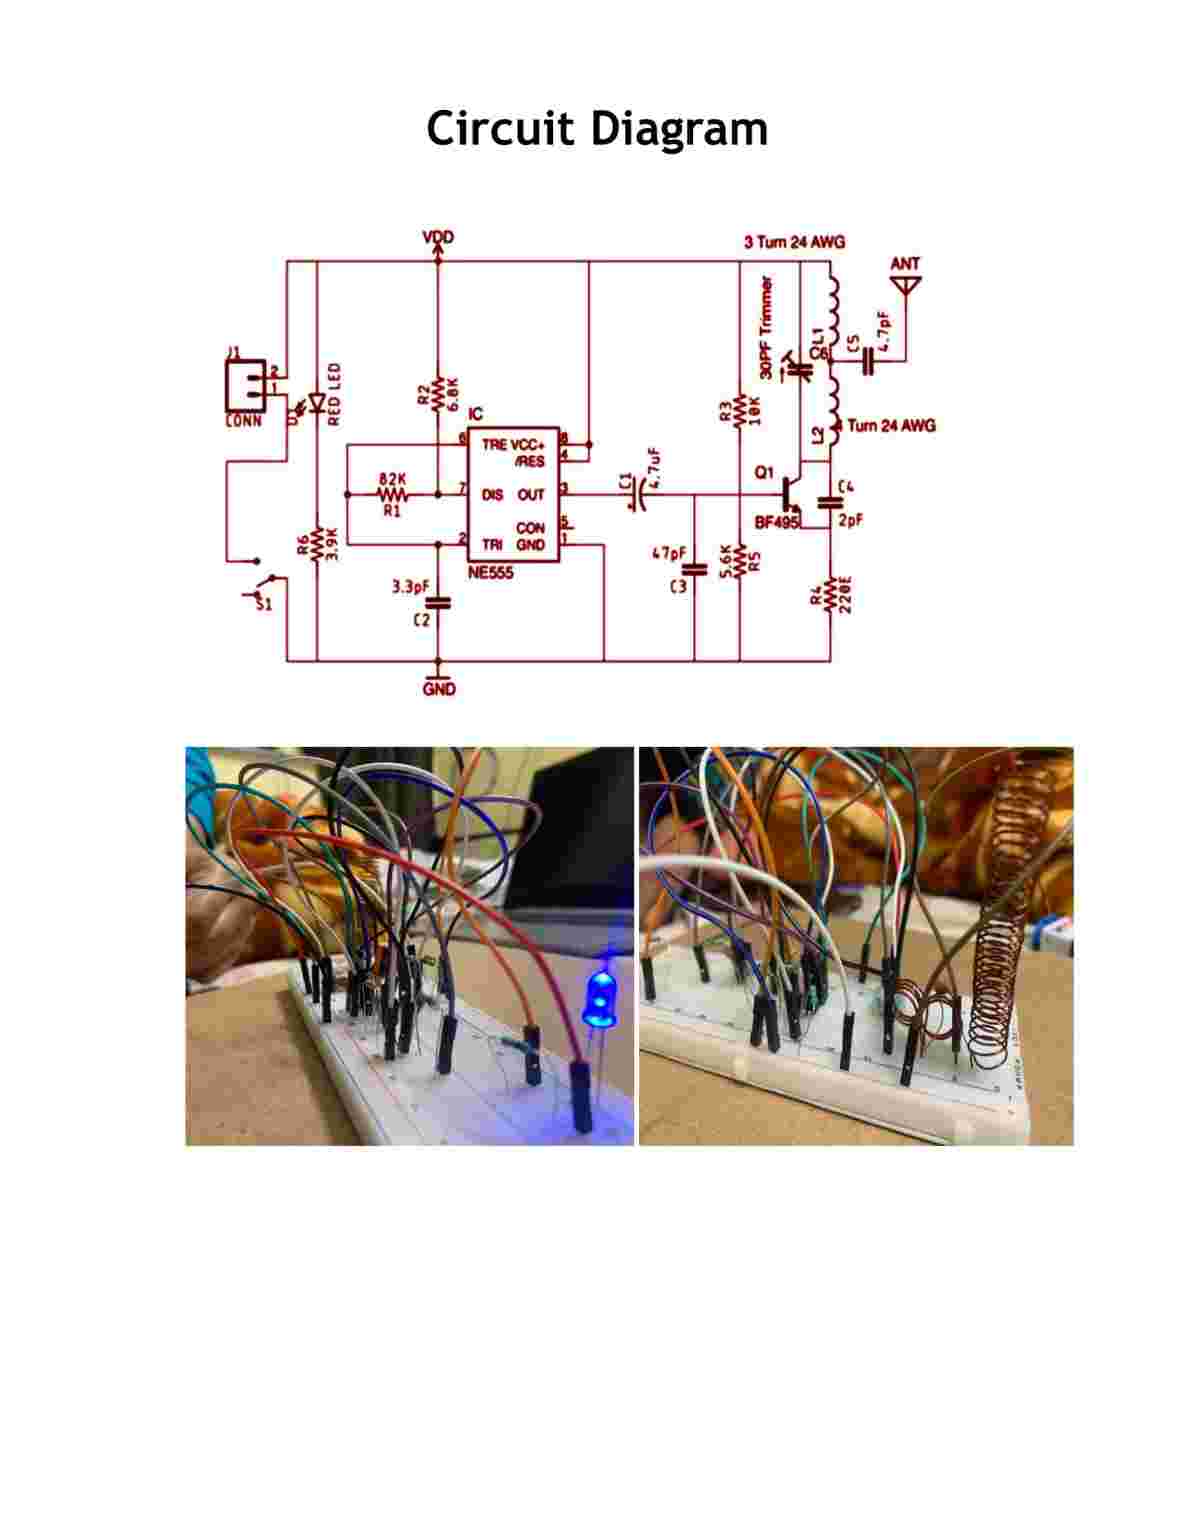 Circuit Diagram
VDD
3 Turn 24 AWG
ANT
30PF Trimmer
L1
C6
C5
4.7pF
J1
2
1
CONN
RED LED
R2
6.8K
IC
R3
10K
L2
Turn 24 AWG
6
TRE VCC+
8
/RES
4
82K
R1
7
DIS OUT
3
C1
4.7uF
Q1
BF495
C4
2pF
CON
5
2
TRI GND
1
NE555
R6
3.9K
S1
3.3pF
C2
47pF
C3
5.6K
R5
R4
220E
GND